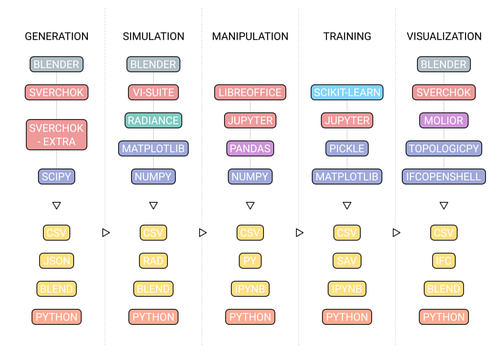 GENERATION
SIMULATION
MANIPULATION
TRAINING
VISUALIZATION
BLENDER
BLENDER
BLENDER
SVERCHOK
VI-SUITE
LIBREOFFICE
SCIKIT-LEARN
SVERCHOK
SVERCHOK
- EXTRA
RADIANCE
JUPYTER
JUPYTER
MOLIOR
MATPLOTLIB
PANDAS
PICKLE
TOPOLOGICPY
SCIPY
NUMPY
NUMPY
MATPLOTLIB
IFCOPENSHELL
CSV
CSV
CSV
CSV
CSV
JSON
RAD
PY
SAV
IFC
BLEND
BLEND
IPYNB
IPYNB
BLEND
PYTHON
PYTHON
PYTHON
PYTHON
PYTHON